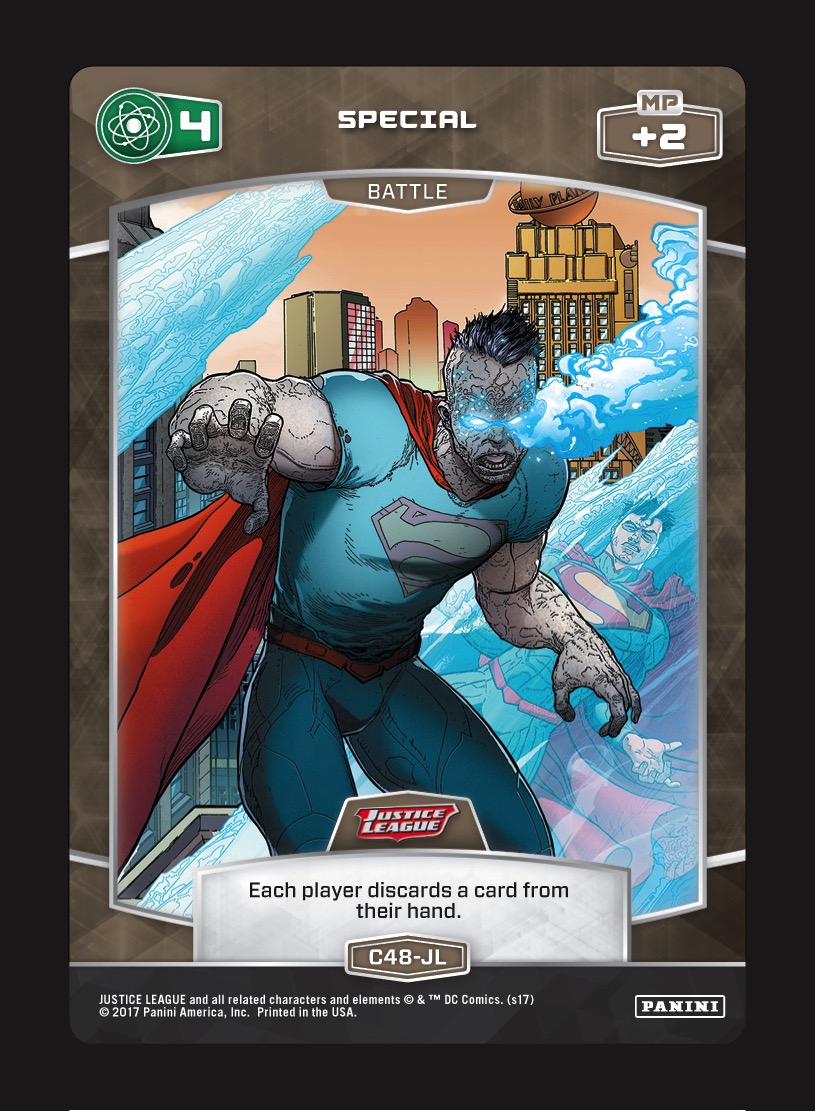 4
SPECIAL
MP
+2
BATTLE
JUSTICE
LEAGUE
Each player discards a card from
their hand.
C48-JL
JUSTICE LEAGUE and all related characters and elements © & ™ DC Comics. (s17)
© 2017 Panini America, Inc.  Printed in the USA.
PANINI